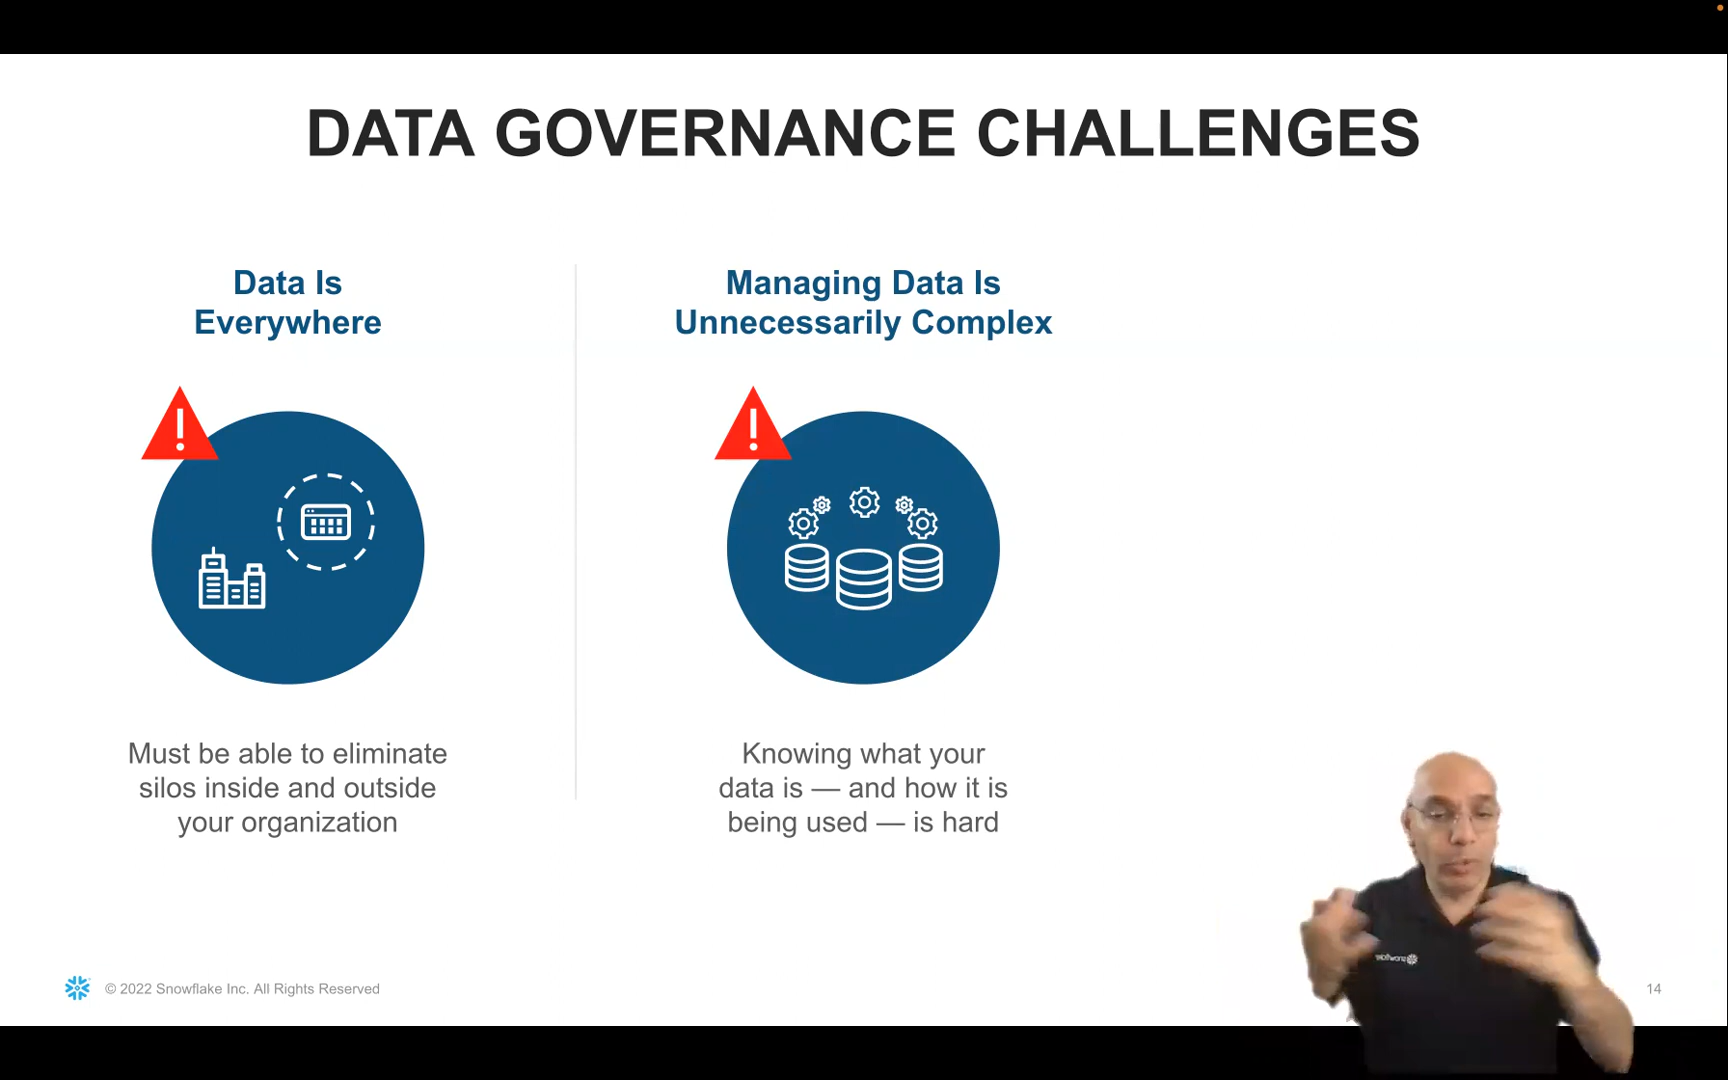 DATA GOVERNANCE CHALLENGES
Data Is
Everywhere
Must be able to eliminate
silos inside and outside
your organization
Managing Data Is
Unnecessarily Complex
Knowing what your
data is — and how it is
being used — is hard
© 2022 Snowflake Inc. All Rights Reserved
14